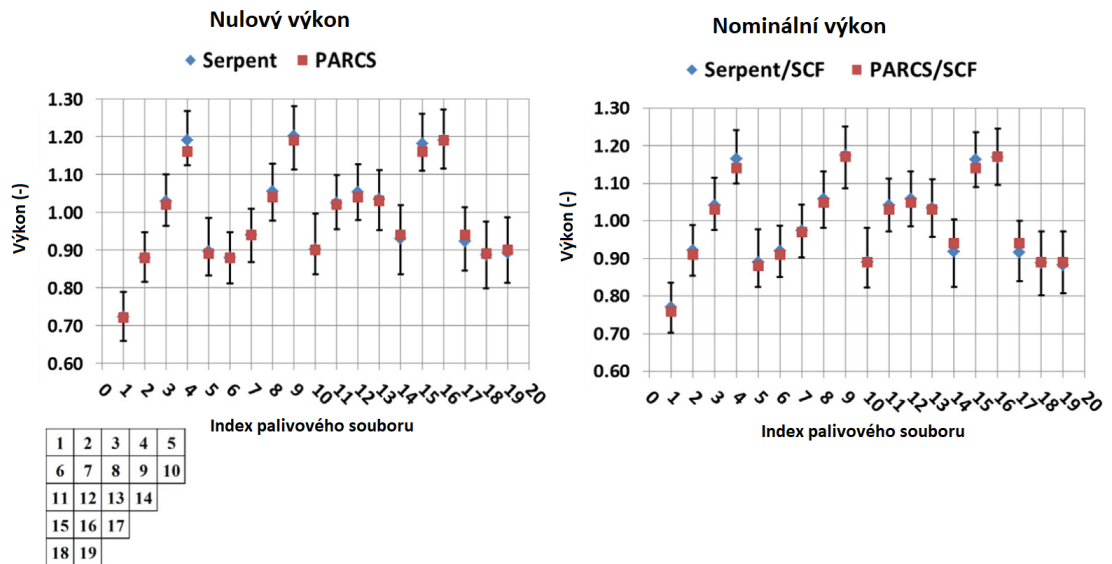 Nulový výkon
Serpent PARCS
1.30
1.20
1.10
1.00
0.90
0.80
0.70
0.60
Výkon (-)
0 1 2 3 4 5 6 7 8 9 10 11 12 13 14 15 16 17 18 19 20
Index palivového souboru
Nominální výkon
Serpent/SCF PARCS/SCF
1.30
1.20
1.10
1.00
0.90
0.80
0.70
0.60
Výkon (-)
0 1 2 3 4 5 6 7 8 9 10 11 12 13 14 15 16 17 18 19 20
Index palivového souboru
1 2 3 4 5
6 7 8 9 10
11 12 13 14
15 16 17
18 19